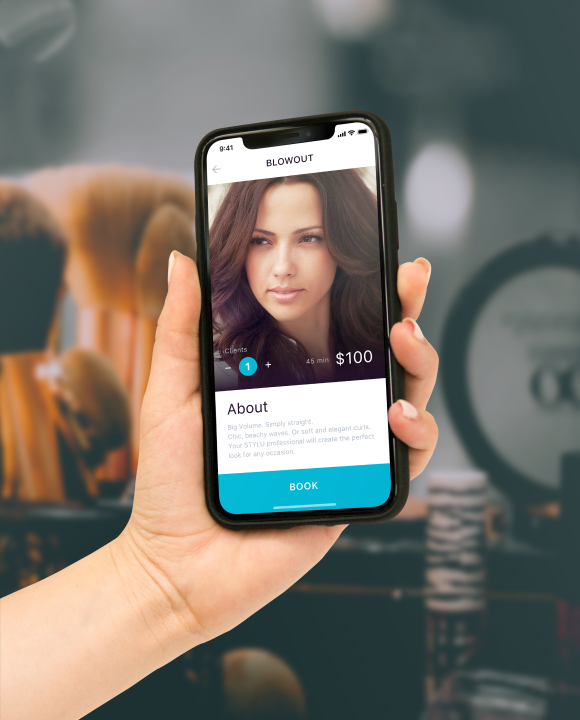 9:41
BLOWOUT
Clients
− 1 +
45 min $100
About
Big Volume. Simply straight.
Chic, beachy waves. Or soft and elegant curls.
Your STYLÜ professional will create the perfect
look for any occasion.
BOOK